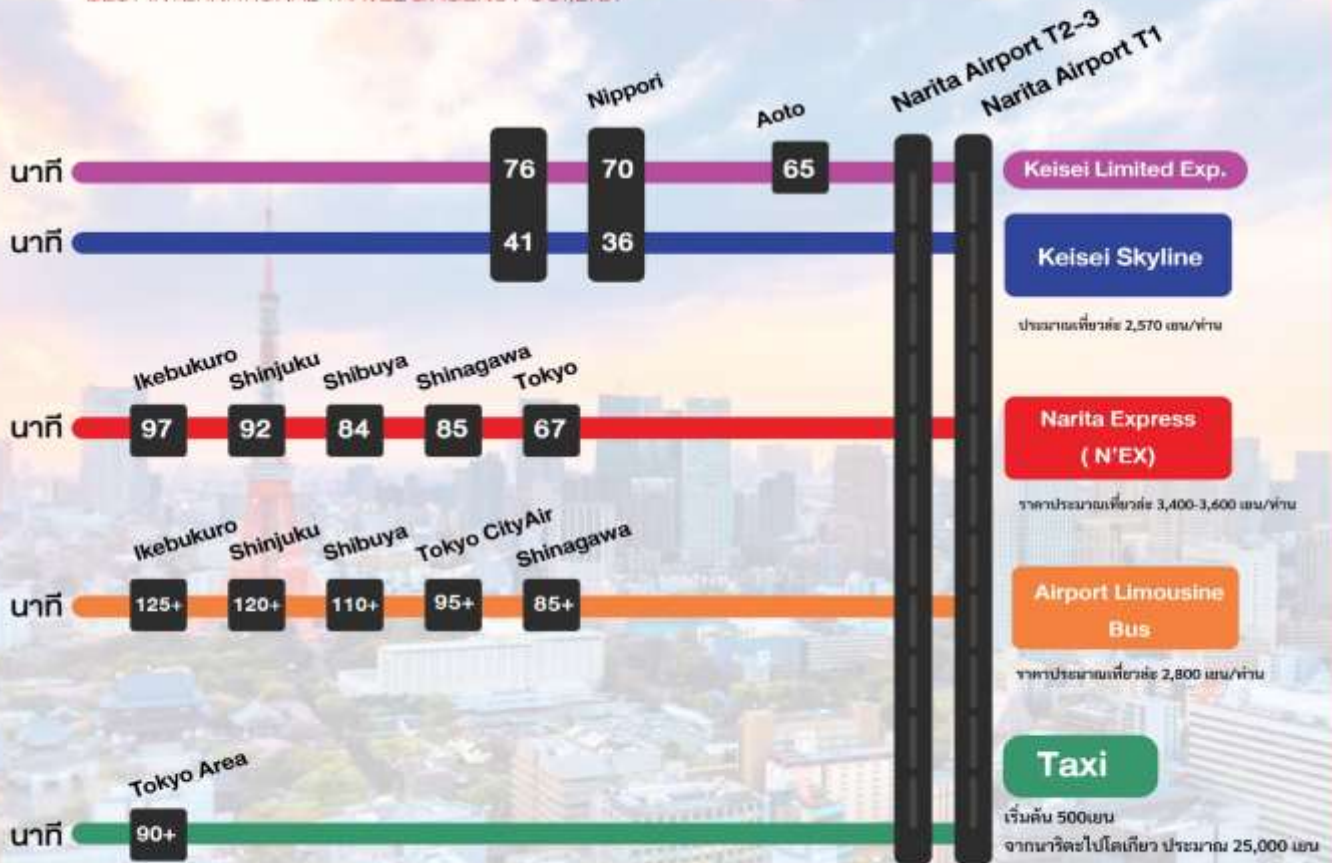 Nippori
Aoto
Narita Airport T2-3
Narita Airport T1
นาที
76
70
65
Keisei Limited Exp.
นาที
41
36
Keisei Skyline
ประมาณเที่ยวล่ะ 2,570 เยน/ท่าน
Ikebukuro
Shinjuku
Shibuya
Shinagawa
Tokyo
นาที
97
92
84
85
67
Narita Express
( N'EX)
ราคาประมาณเที่ยวล่ะ 3,400-3,600 เยน/ท่าน
Ikebukuro
Shinjuku
Shibuya
Tokyo CityAir
Shinagawa
นาที
125+
120+
110+
95+
85+
Airport Limousine
Bus
ราคาประมาณเที่ยวล่ะ 2,800 เยน/ท่าน
Tokyo Area
นาที
90+
Taxi
เริ่มต้น 500เยน
จากนาริตะไปโตเกียว ประมาณ 25,000 เยน